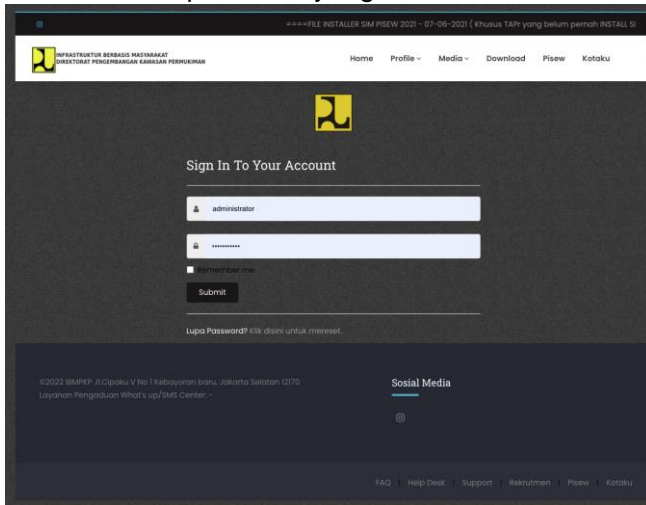 ====FILE INSTALLER SIM PISEW 2021 - 07-06-2021 ( Khusus TAPr yang belum pernah INSTALL SI
INFRASTRUKTUR BERBASIS MASYARAKAT
DIREKTORAT PENGEMBANGAN KAWASAN PERMUKIMAN
Home Profile Media Download Pisew Kotaku
Sign In To Your Account
administrator
Remember me
Submit
Lupa Password? Klik disini untuk mereset.
©2022 IBMPKP Jl.Cipaku V No 1 Kebayoran baru, Jakarta Selatan 12170
Layanan Pengaduan What's up/SMS Center: -
Sosial Media
FAQ Help Desk Support Rekrutmen Pisew Kotaku